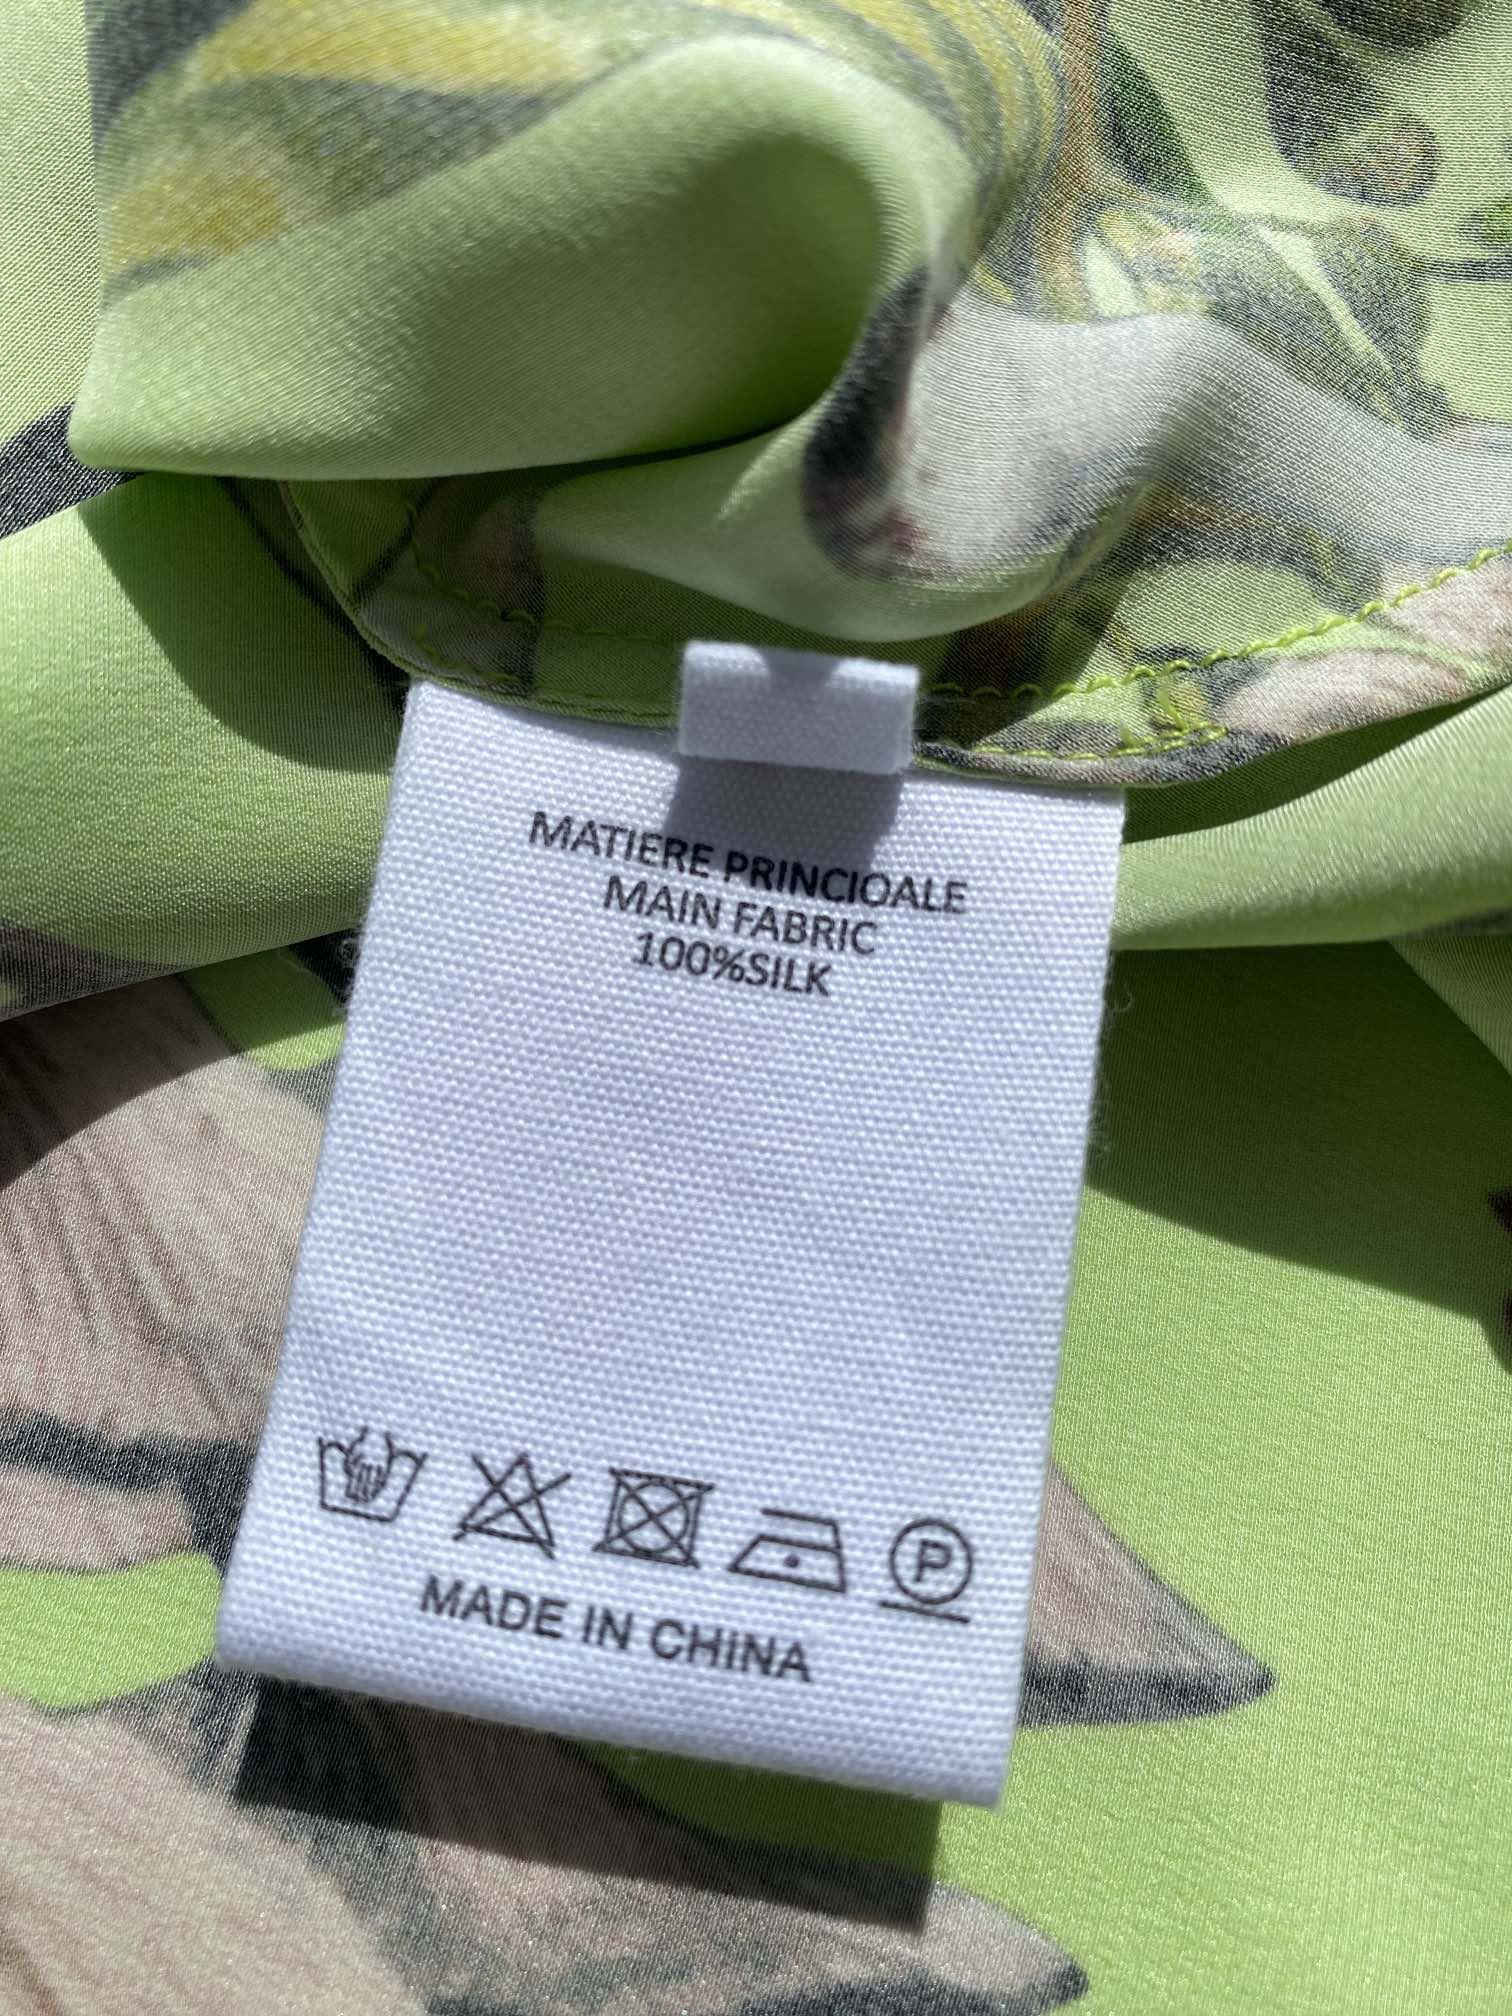 MATIERE PRINCIOALE
MAIN FABRIC
100%SILK
P
MADE IN CHINA